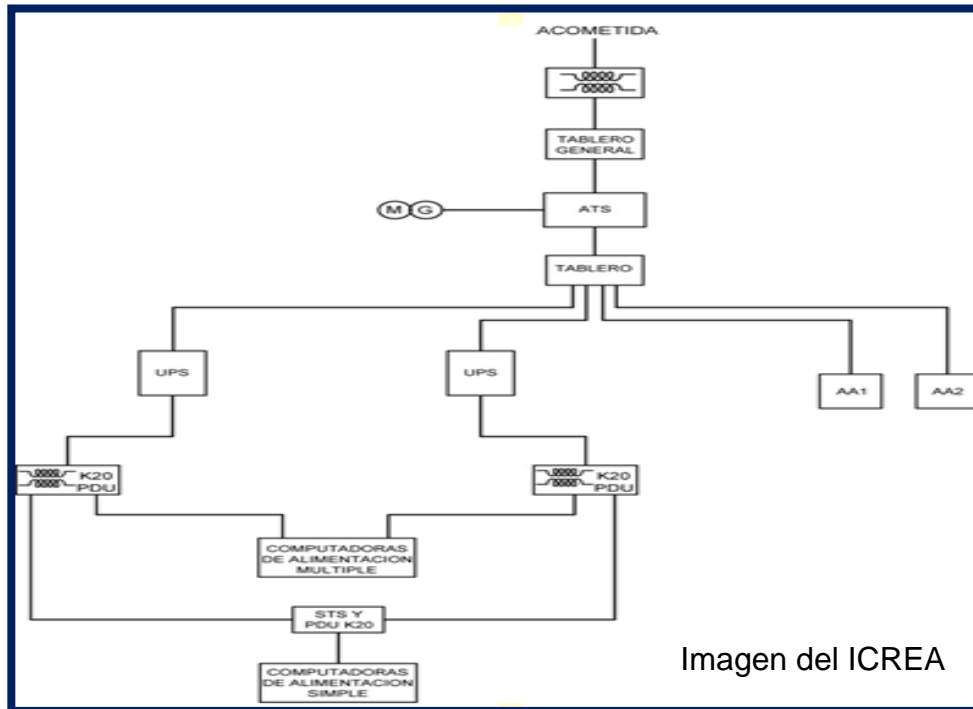 ACOMETIDA
TABLERO
GENERAL
M G
ATS
TABLERO
UPS
UPS
AA1
AA2
K20
PDU
K20
PDU
COMPUTADORAS
DE ALIMENTACION
MULTIPLE
STS Y
PDU K20
COMPUTADORAS
DE ALIMENTACION
SIMPLE
Imagen del ICREA